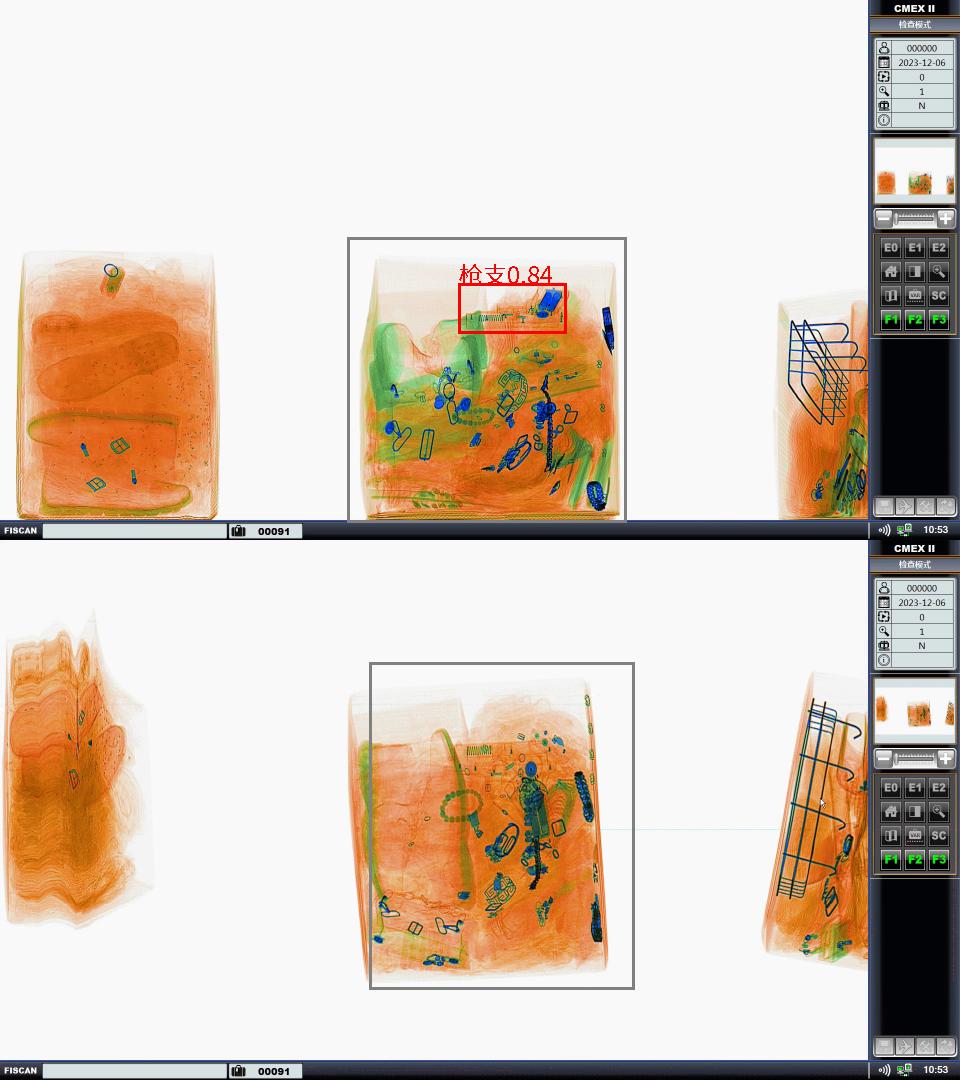 CMEX II
检查模式
000000
2023-12-06
0
1
N
E0 E1 E2
VAR SC
F1 F2 F3
枪支0.84
FISCAN 00091 10:53
CMEX II
检查模式
000000
2023-12-06
0
1
N
E0 E1 E2
VAR SC
F1 F2 F3
FISCAN 00091 10:53